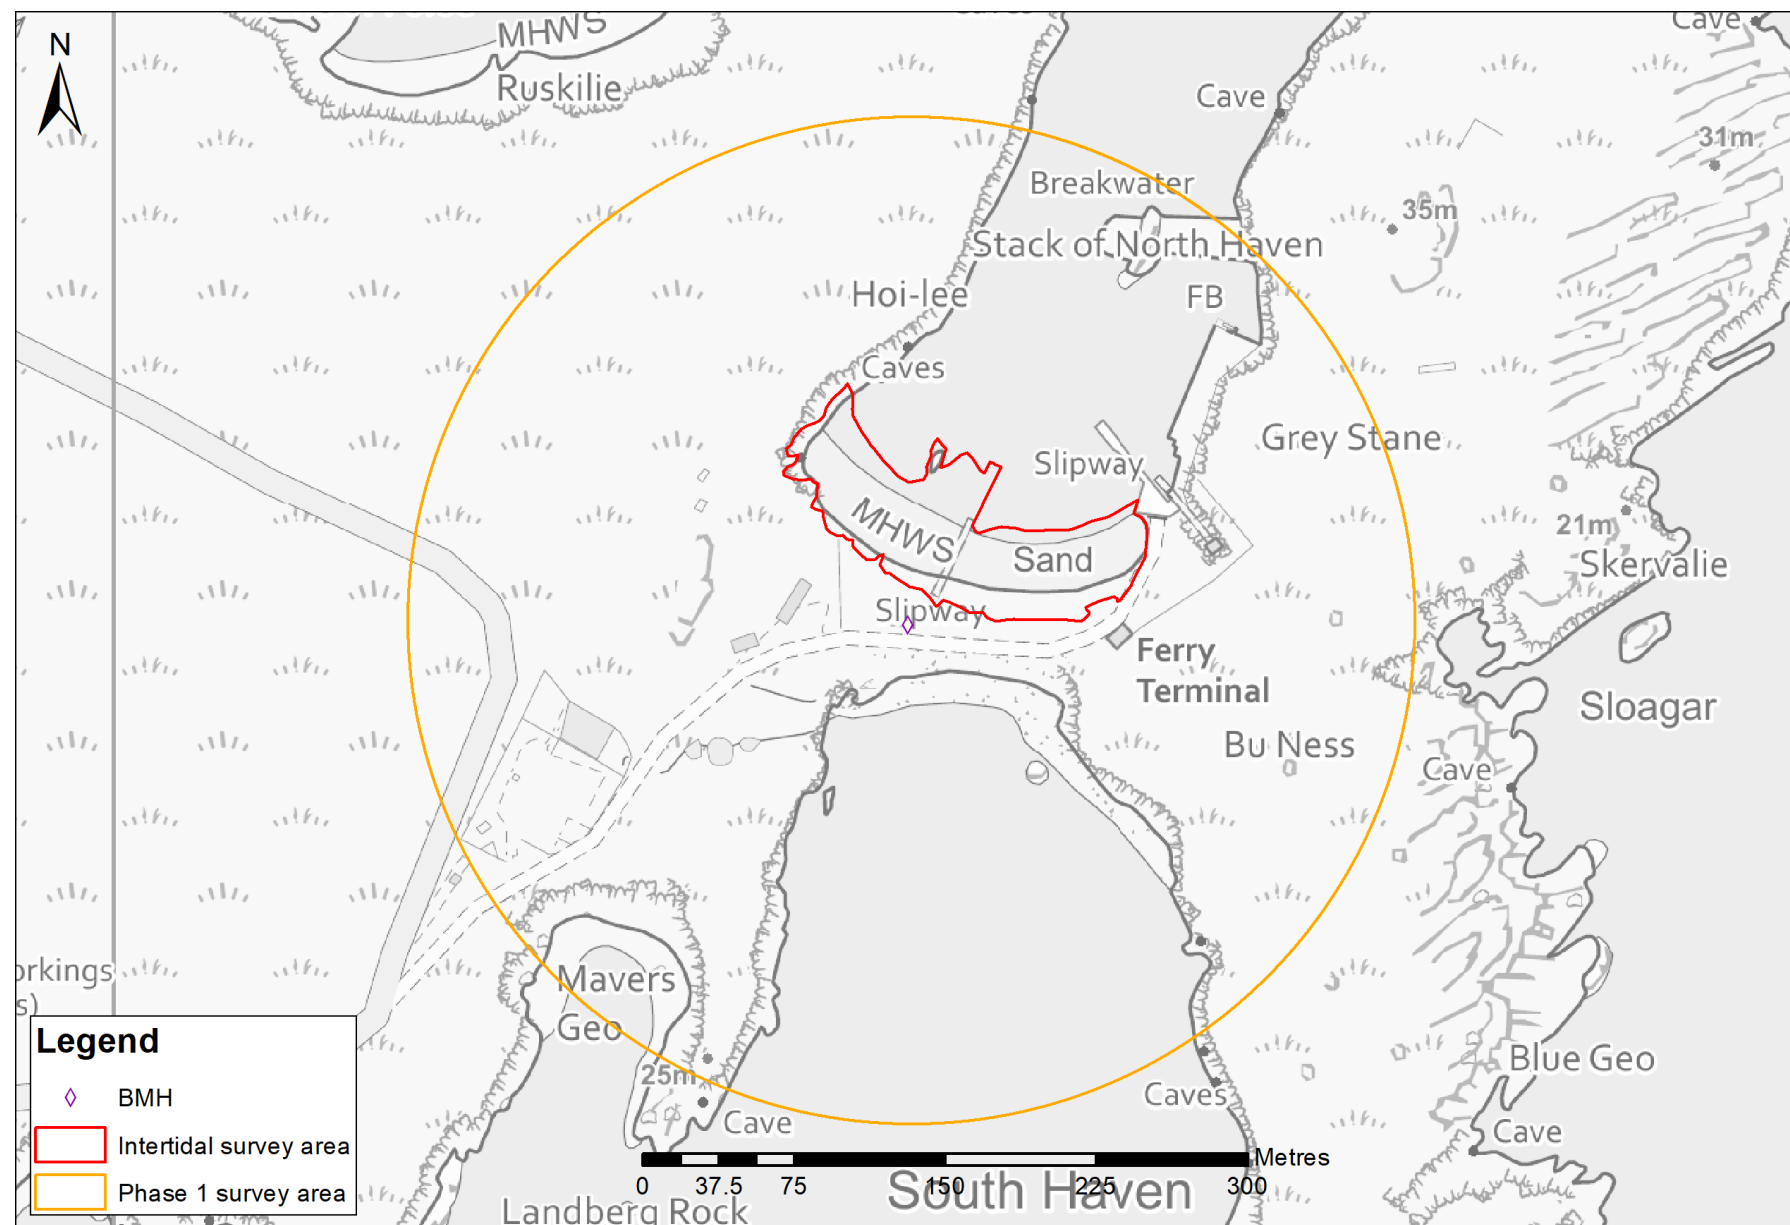 Cave
N
MHWS
Ruskilie
Cave
31m
Breakwater
35m
Stack of North Haven
Hoi-lee
FB
Caves
Grey Stane
Slipway
MHWS
21m
Sand
Skervalie
Slipway
Ferry
Terminal
Sloagar
Bu Ness
Cave
orkings
s)
Mavers
Geo
Legend
BMH
Intertidal survey area
Phase 1 survey area
25m
Cave
Caves
Blue Geo
Cave
Metres
0 37.5 75 150 225 300
South Haven
Landberg Rock